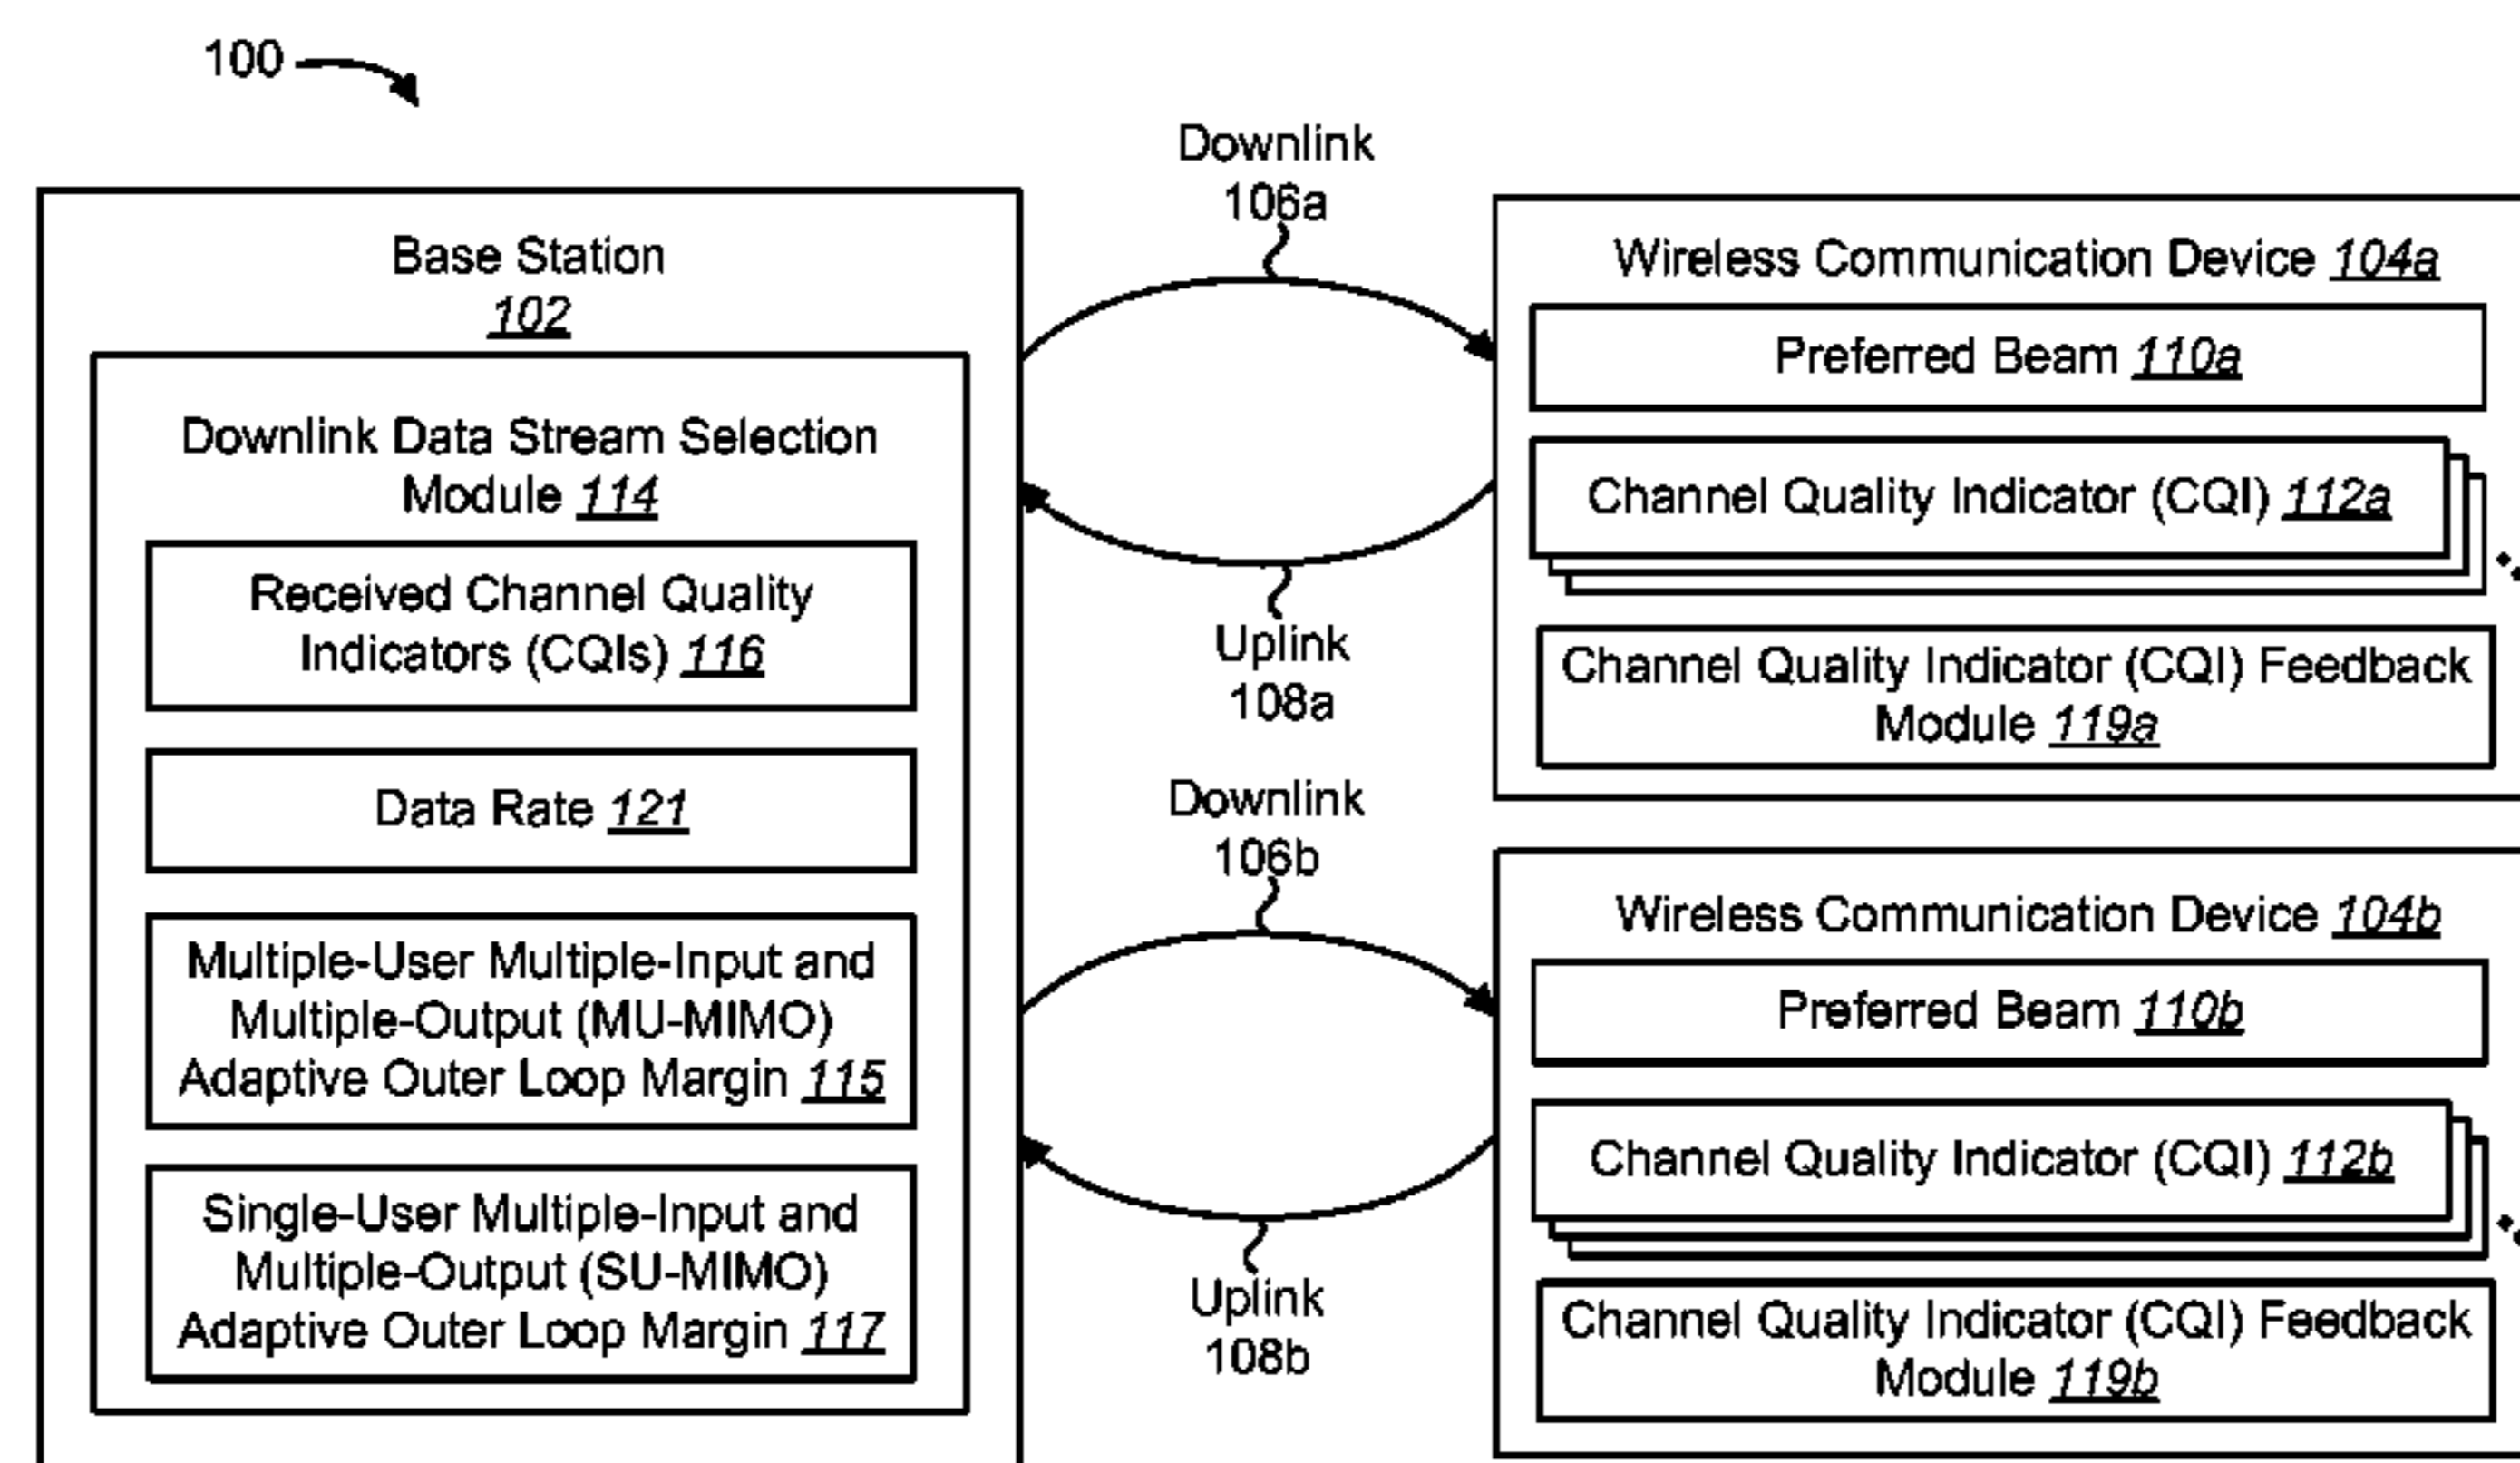 100
Base Station
102
Downlink Data Stream Selection
Module 114
Received Channel Quality
Indicators (CQIs) 116
Data Rate 121
Multiple-User Multiple-Input and
Multiple-Output (MU-MIMO)
Adaptive Outer Loop Margin 115
Single-User Multiple-Input and
Multiple-Output (SU-MIMO)
Adaptive Outer Loop Margin 117
Downlink
106a
Uplink
108a
Downlink
106b
Uplink
108b
Wireless Communication Device 104a
Preferred Beam 110a
Channel Quality Indicator (CQI) 112a
Channel Quality Indicator (CQI) Feedback
Module 119a
Wireless Communication Device 104b
Preferred Beam 110b
Channel Quality Indicator (CQI) 112b
Channel Quality Indicator (CQI) Feedback
Module 119b